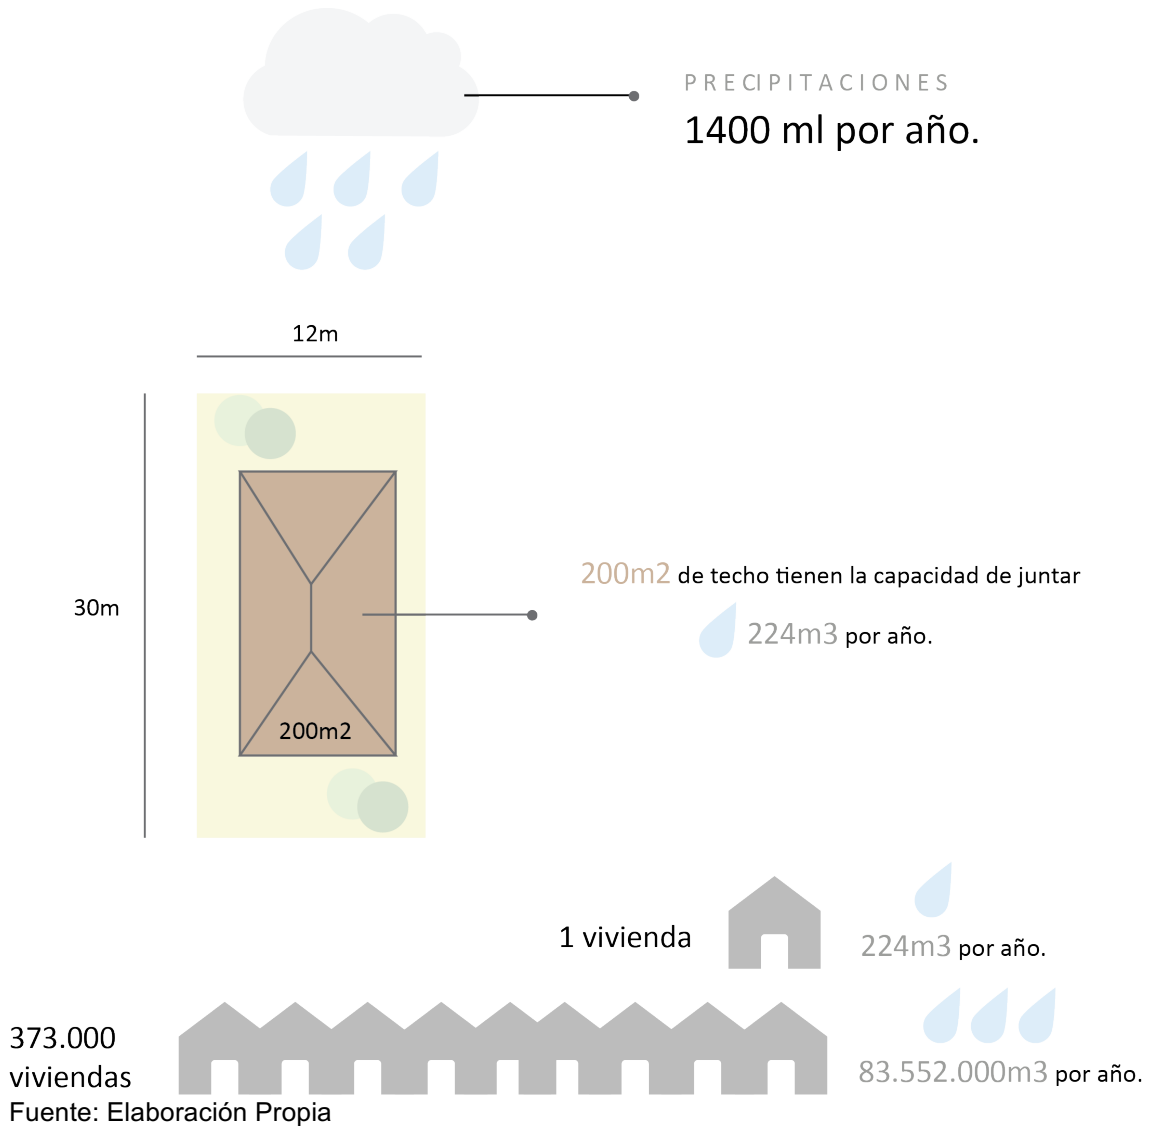 PRECIPITACIONES
1400 ml por año.
12m
30m
200m2 de techo tienen la capacidad de juntar
224m3 por año.
200m2
1 vivienda
224m3 por año.
373.000
viviendas
83.552.000m3 por año.
Fuente: Elaboración Propia